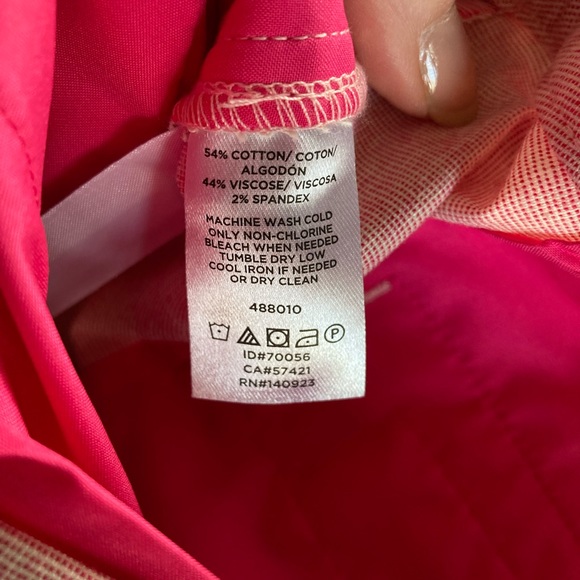 54% COTTON/ COTON/
ALGODÓN
44% VISCOSE/ VISCOSA
2% SPANDEX
MACHINE WASH COLD
ONLY NON-CHLORINE
BLEACH WHEN NEEDED
TUMBLE DRY LOW
COOL IRON IF NEEDED
OR DRY CLEAN
488010
P
ID#70056
CA#57421
RN#140923